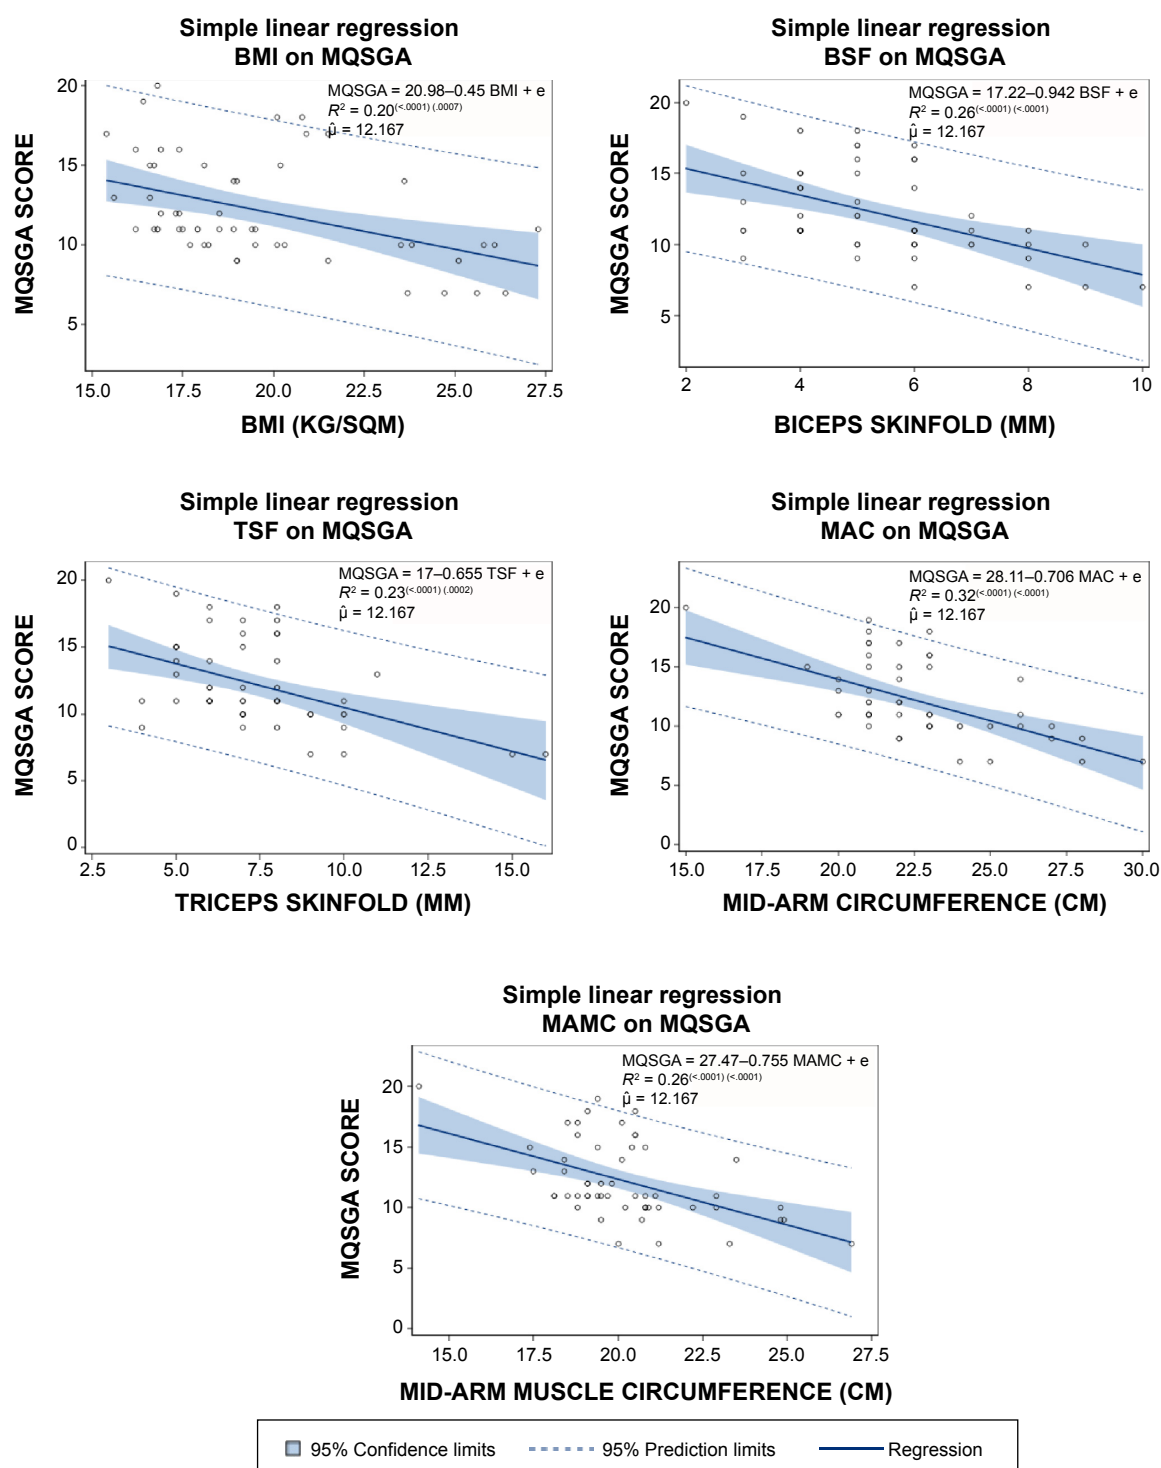 Simple linear regression
BMI on MQSGA
MQSGA = 20.98–0.45 BMI + e
R² = 0.20(<.0001) (.0007)
μ̂ = 12.167
MQSGA SCORE
20
15
10
5
15.0 17.5 20.0 22.5 25.0 27.5
BMI (KG/SQM)
Simple linear regression
BSF on MQSGA
MQSGA = 17.22–0.942 BSF + e
R² = 0.26(<.0001) (<.0001)
μ̂ = 12.167
MQSGA SCORE
20
15
10
5
2 4 6 8 10
BICEPS SKINFOLD (MM)
Simple linear regression
TSF on MQSGA
MQSGA = 17–0.655 TSF + e
R² = 0.23(<.0001) (.0002)
μ̂ = 12.167
MQSGA SCORE
20
15
10
5
0
2.5 5.0 7.5 10.0 12.5 15.0
TRICEPS SKINFOLD (MM)
Simple linear regression
MAC on MQSGA
MQSGA = 28.11–0.706 MAC + e
R² = 0.32(<.0001) (<.0001)
μ̂ = 12.167
MQSGA SCORE
20
15
10
5
0
15.0 17.5 20.0 22.5 25.0 27.5 30.0
MID-ARM CIRCUMFERENCE (CM)
Simple linear regression
MAMC on MQSGA
MQSGA = 27.47–0.755 MAMC + e
R² = 0.26(<.0001) (<.0001)
μ̂ = 12.167
MQSGA SCORE
20
15
10
5
0
15.0 17.5 20.0 22.5 25.0 27.5
MID-ARM MUSCLE CIRCUMFERENCE (CM)
95% Confidence limits 95% Prediction limits Regression